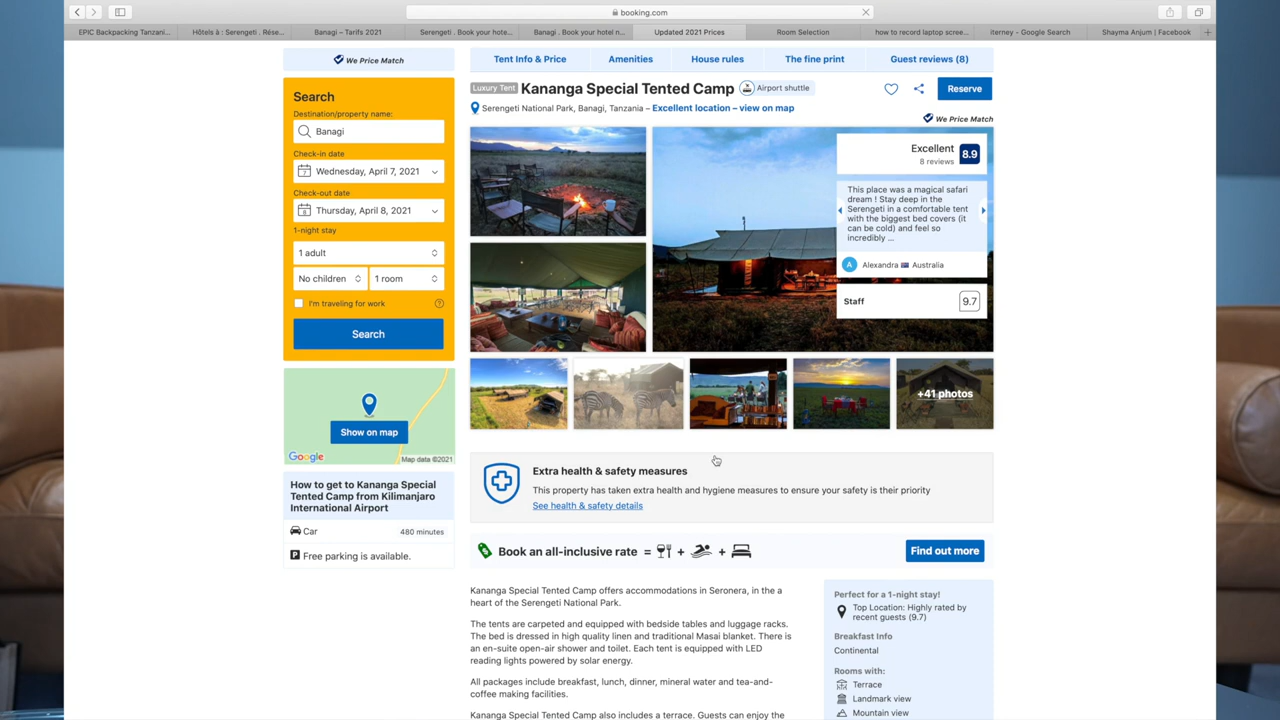 booking.com
EPIC Backpacking Tanzani...
Hôtels à : Serengeti . Rése...
Banagi – Tarifs 2021
Serengeti . Book your hote...
Banagi . Book your hotel n...
Updated 2021 Prices
Room Selection
how to record laptop scree...
iterney - Google Search
Shayma Anjum | Facebook
We Price Match
Tent Info & Price
Amenities
House rules
The fine print
Guest reviews (8)
Search
Destination/property name:
Banagi
Check-in date
7
Wednesday, April 7, 2021
Check-out date
8
Thursday, April 8, 2021
1-night stay
1 adult
No children
1 room
I'm traveling for work
Search
Show on map
Google
Map data ©2021
How to get to Kananga Special
Tented Camp from Kilimanjaro
International Airport
Car
480 minutes
P
Free parking is available.
Luxury Tent
Kananga Special Tented Camp
Airport shuttle
Reserve
Serengeti National Park, Banagi, Tanzania – Excellent location – view on map
We Price Match
Excellent
8 reviews
8.9
This place was a magical safari
dream ! Stay deep in the
Serengeti in a comfortable tent
with the biggest bed covers (it
can be cold) and feel so
incredibly ...
A
Alexandra
Australia
Staff
9.7
+41 photos
Extra health & safety measures
This property has taken extra health and hygiene measures to ensure your safety is their priority
See health & safety details
Book an all-inclusive rate = + +
Find out more
Kananga Special Tented Camp offers accommodations in Seronera, in the a
heart of the Serengeti National Park.
The tents are carpeted and equipped with bedside tables and luggage racks.
The bed is dressed in high quality linen and traditional Masai blanket. There is
an en-suite open-air shower and toilet. Each tent is equipped with LED
reading lights powered by solar energy.
All packages include breakfast, lunch, dinner, mineral water and tea-and-
coffee making facilities.
Kananga Special Tented Camp also includes a terrace. Guests can enjoy the
Perfect for a 1-night stay!
Top Location: Highly rated by
recent guests (9.7)
Breakfast Info
Continental
Rooms with:
Terrace
Landmark view
Mountain view